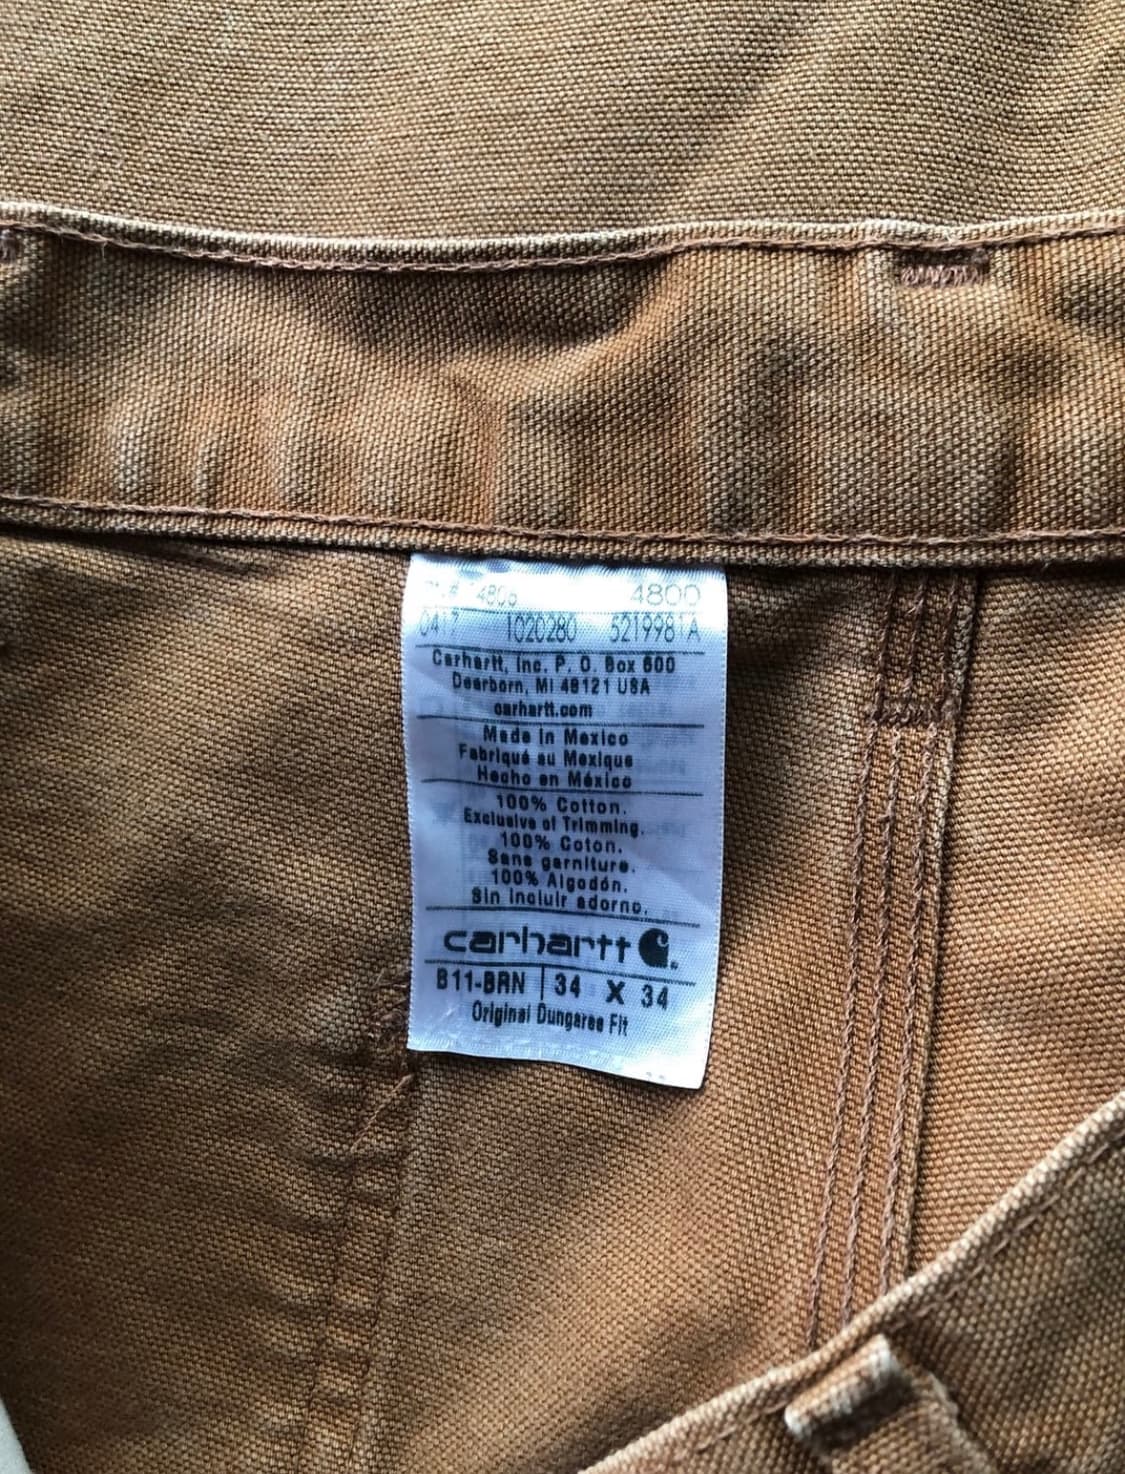 4800
1020280 5219981A
Carhartt, Inc. P. O. Box 600
Dearborn, MI 48121 USA
carhartt.com
Made in Mexico
Fabriqué au Mexique
Hecho en México
100% Cotton.
Exclusive of Trimming.
100% Coton.
Sans garniture.
100% Algodón.
Sin incluir adorno.
carhartt
B11-BRN 34 X 34
Original Dungaree Fit